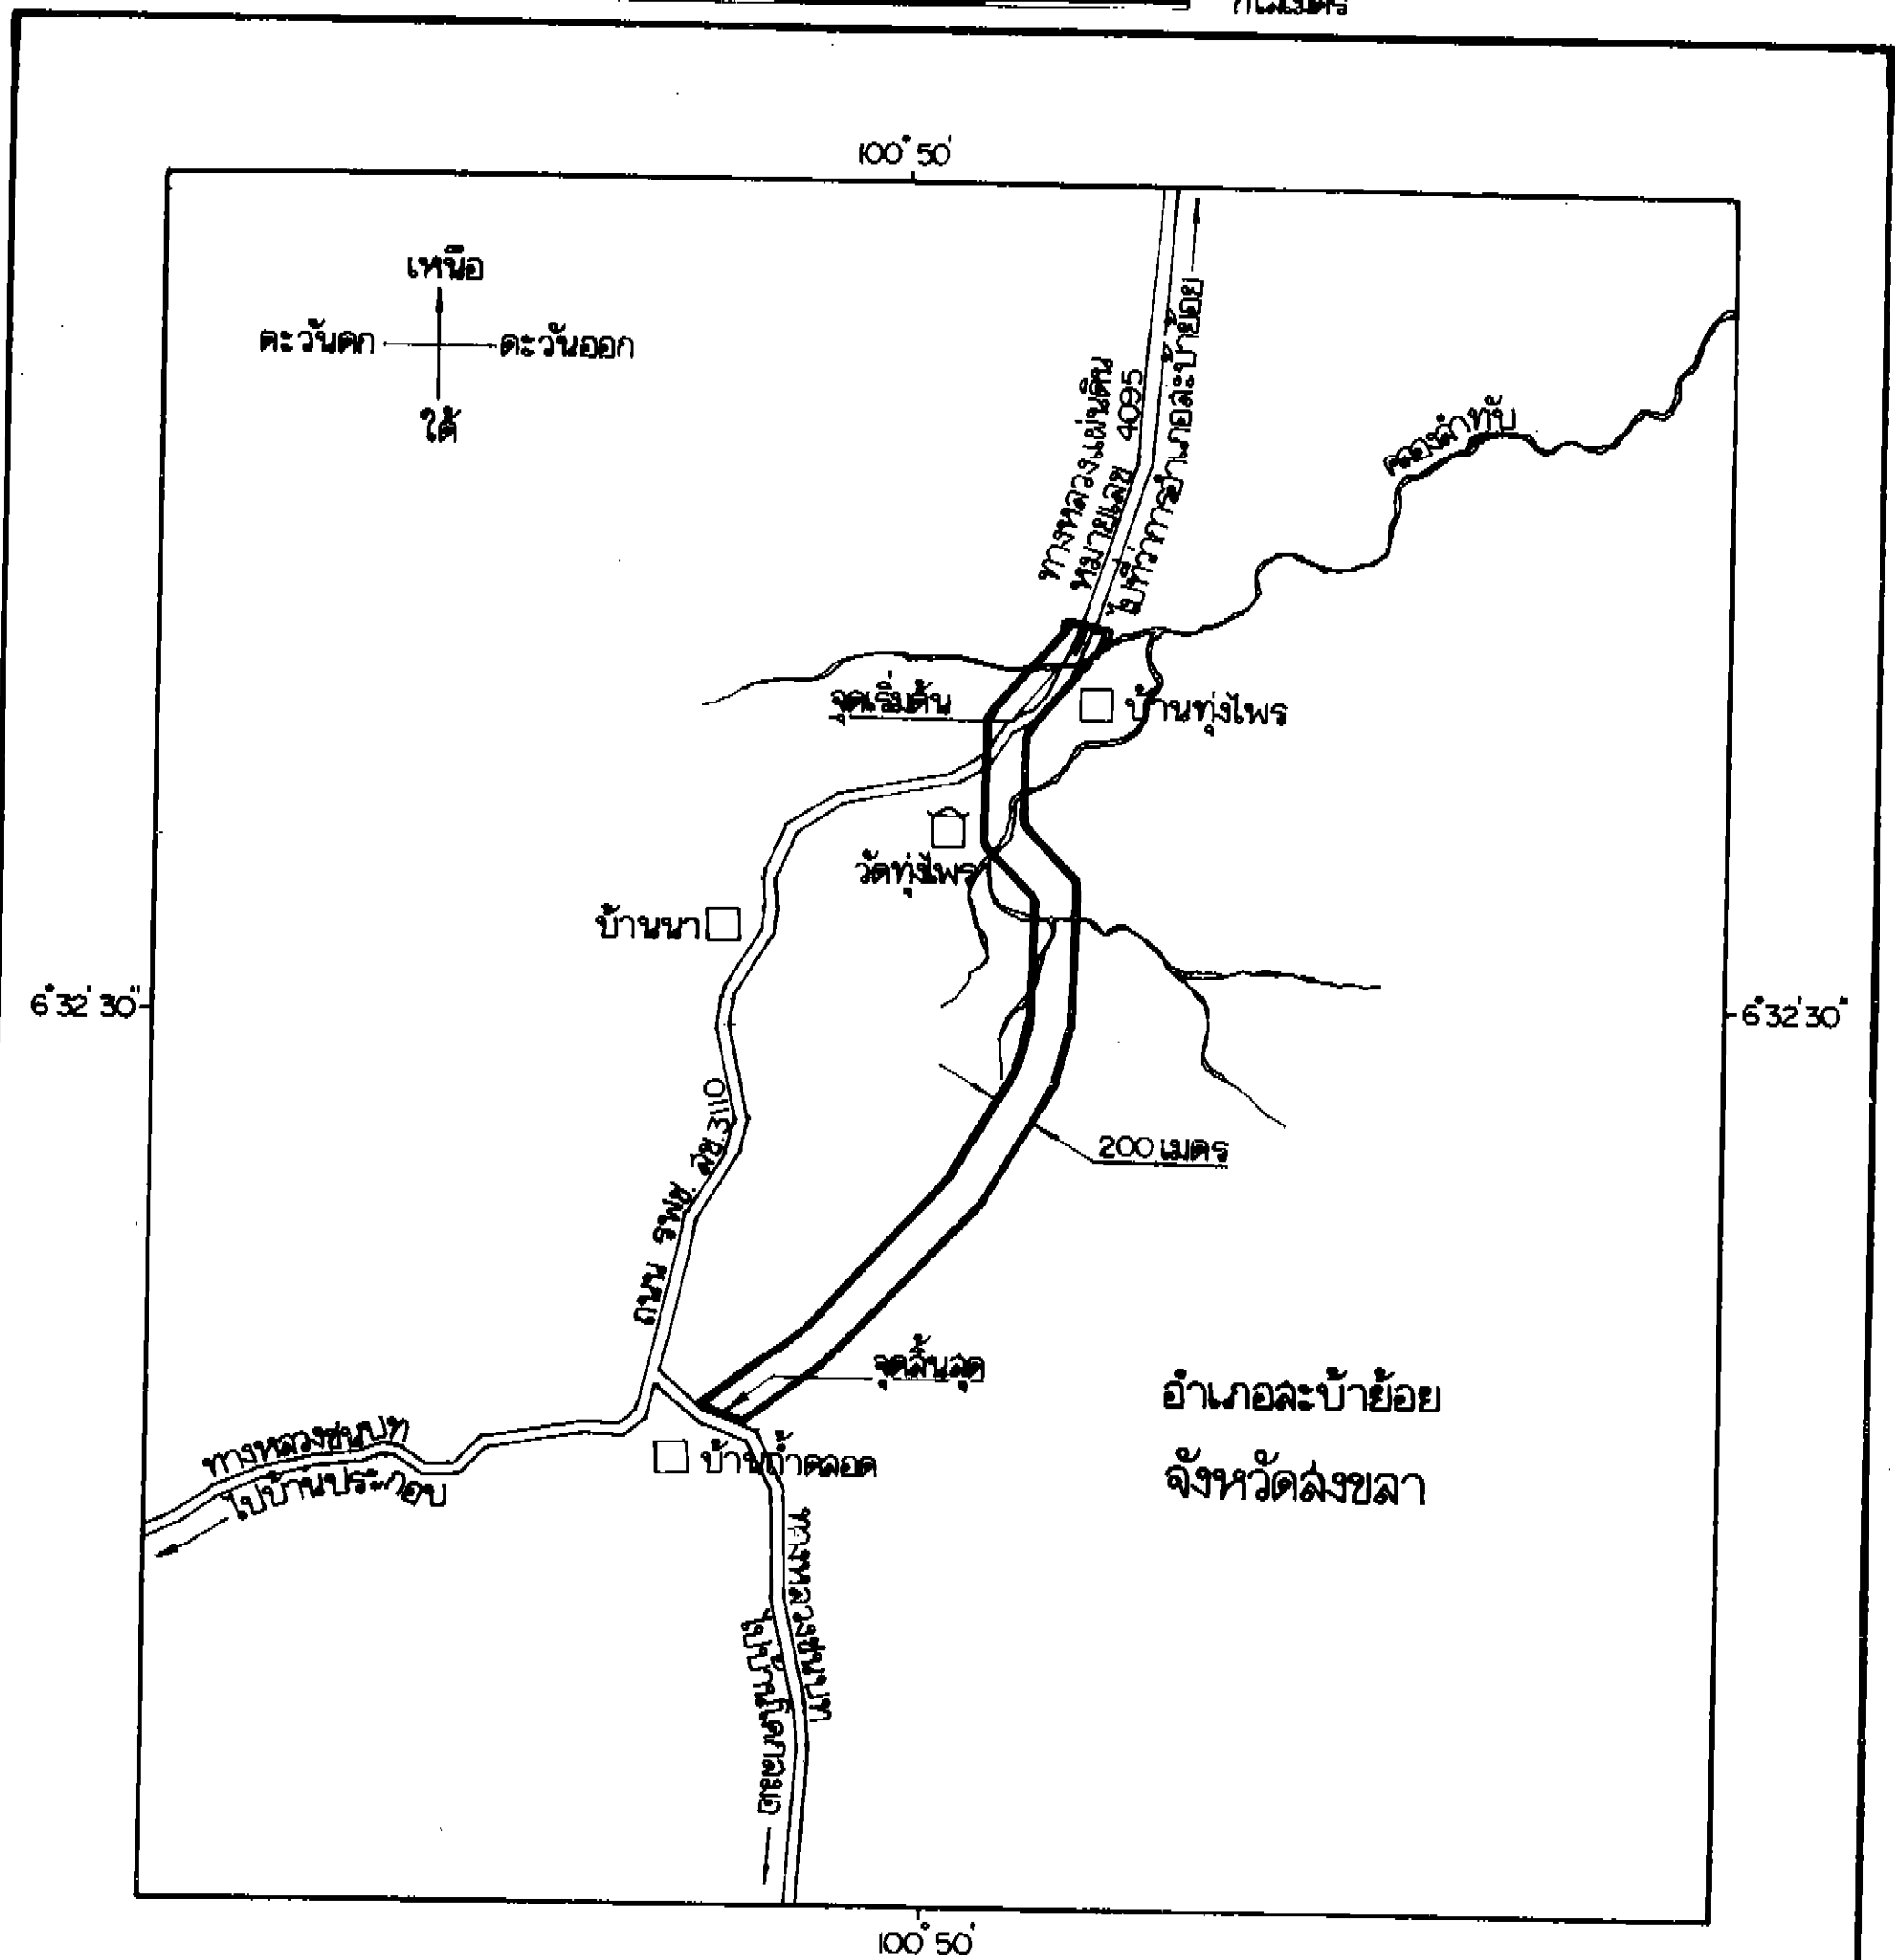 กิโลเมตร
100° 50'
เหนือ
ตะวันตก
ตะวันออก
ใต้
ทางหลวงแผ่นดิน
หมายเลข 4095
ไปที่ว่าการอำเภอสะบ้าย้อย
คลองลำทับ
จุดเริ่มต้น
บ้านทุ่งไพร
วัดทุ่งไพร
บ้านนา
6° 32' 30"
6° 32' 30"
ถนน รพช. สข. 3110
200 เมตร
จุดสิ้นสุด
อำเภอสะบ้าย้อย
จังหวัดสงขลา
ทางหลวงชนบท
ไปบ้านประกอบ
บ้านถ้ำตลอด
ทางหลวงชนบท
100° 50'